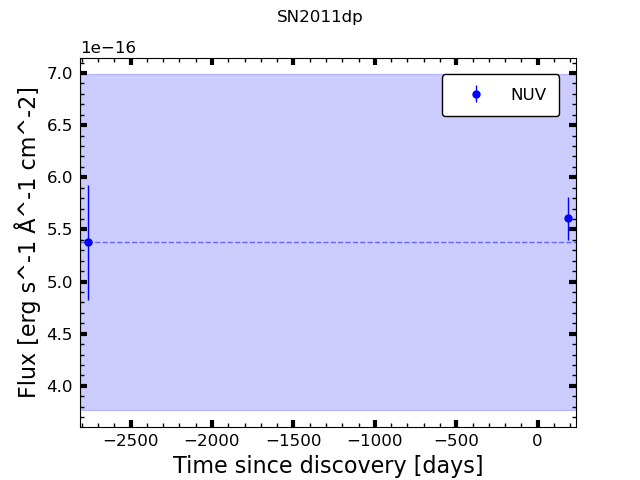 SN2011dp
1e−16
7.0
6.5
6.0
5.5
5.0
4.5
4.0
Flux [erg s^-1 Å^-1 cm^-2]
NUV
−2500 −2000 −1500 −1000 −500 0
Time since discovery [days]